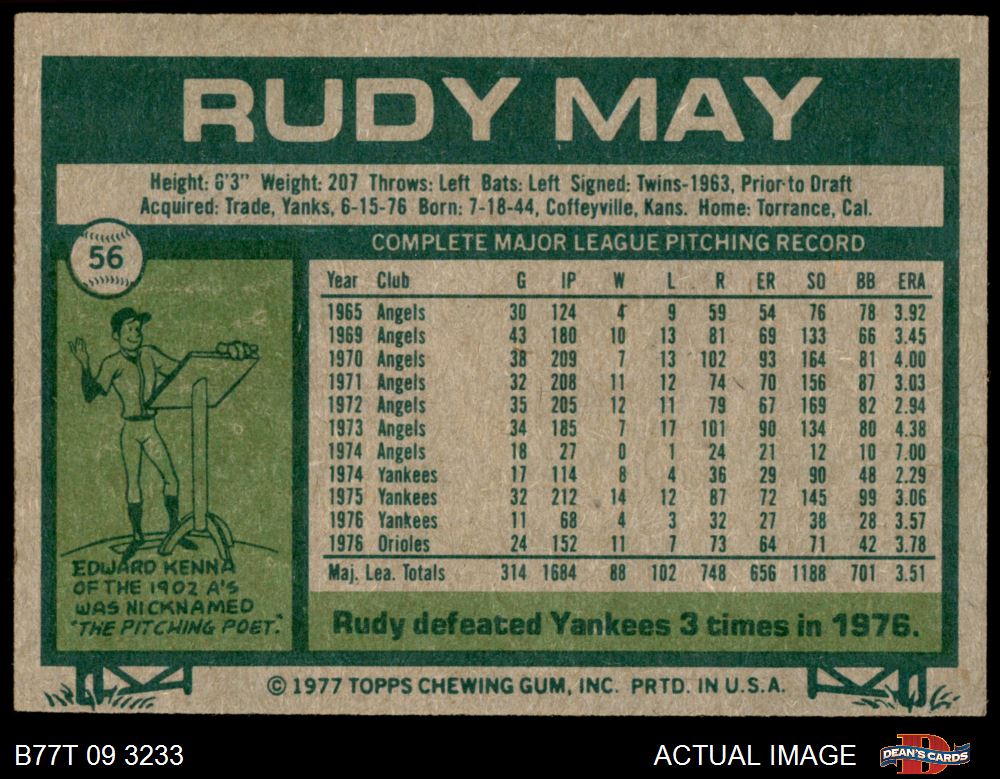 RUDY MAY
Height: 6'3" Weight: 207 Throws: Left Bats: Left Signed: Twins-1963, Prior to Draft
Acquired: Trade, Yanks, 6-15-76 Born: 7-18-44, Coffeyville, Kans. Home: Torrance, Cal.
56
COMPLETE MAJOR LEAGUE PITCHING RECORD
Year Club G IP W L R ER SO BB ERA
1965 Angels 30 124 4 9 59 54 76 78 3.92
1969 Angels 43 180 10 13 81 69 133 66 3.45
1970 Angels 38 209 7 13 102 93 164 81 4.00
1971 Angels 32 208 11 12 74 70 156 87 3.03
1972 Angels 35 205 12 11 79 67 169 82 2.94
1973 Angels 34 185 7 17 101 90 134 80 4.38
1974 Angels 18 27 0 1 24 21 12 10 7.00
1974 Yankees 17 114 8 4 36 29 90 48 2.29
1975 Yankees 32 212 14 12 87 72 145 99 3.06
1976 Yankees 11 68 4 3 32 27 38 28 3.57
1976 Orioles 24 152 11 7 73 64 71 42 3.78
Maj. Lea. Totals 314 1684 88 102 748 656 1188 701 3.51
EDWARD KENNA
OF THE 1902 A'S
WAS NICKNAMED
"THE PITCHING POET."
Rudy defeated Yankees 3 times in 1976.
© 1977 TOPPS CHEWING GUM, INC. PRTD. IN U.S.A.
B77T 09 3233
ACTUAL IMAGE
DEAN'S CARDS